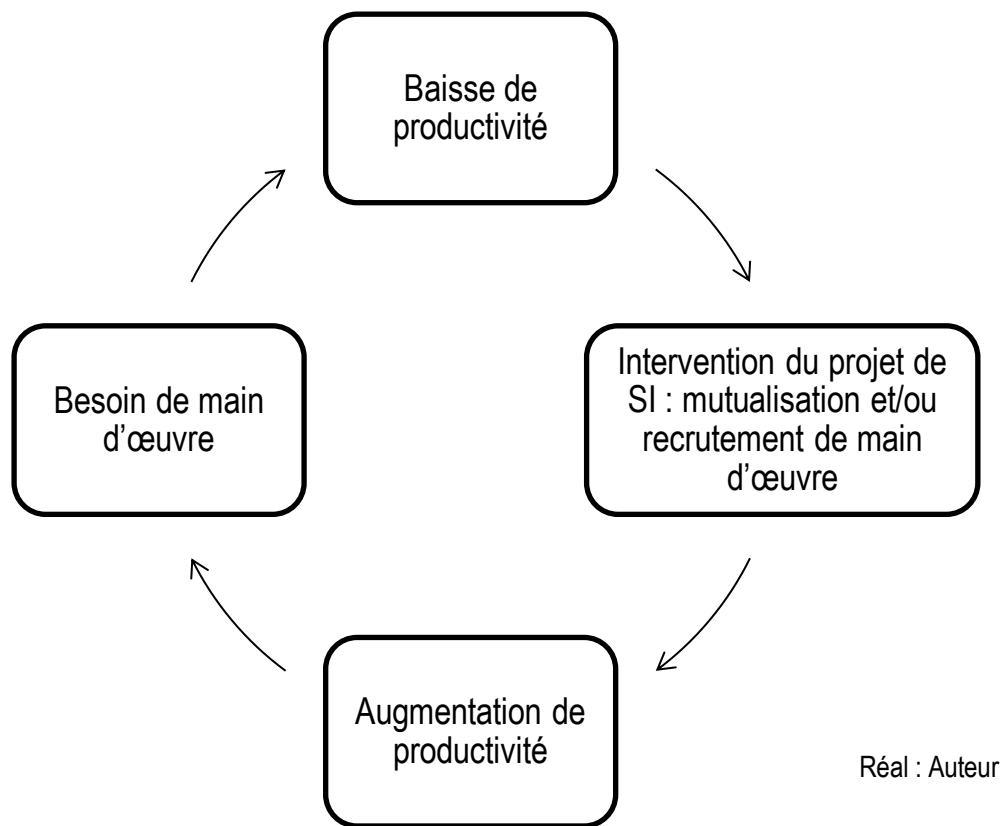 Baisse de
productivité
Intervention du projet de
SI : mutualisation et/ou
recrutement de main
d’œuvre
Augmentation de
productivité
Besoin de main
d'œuvre
Réal : Auteur